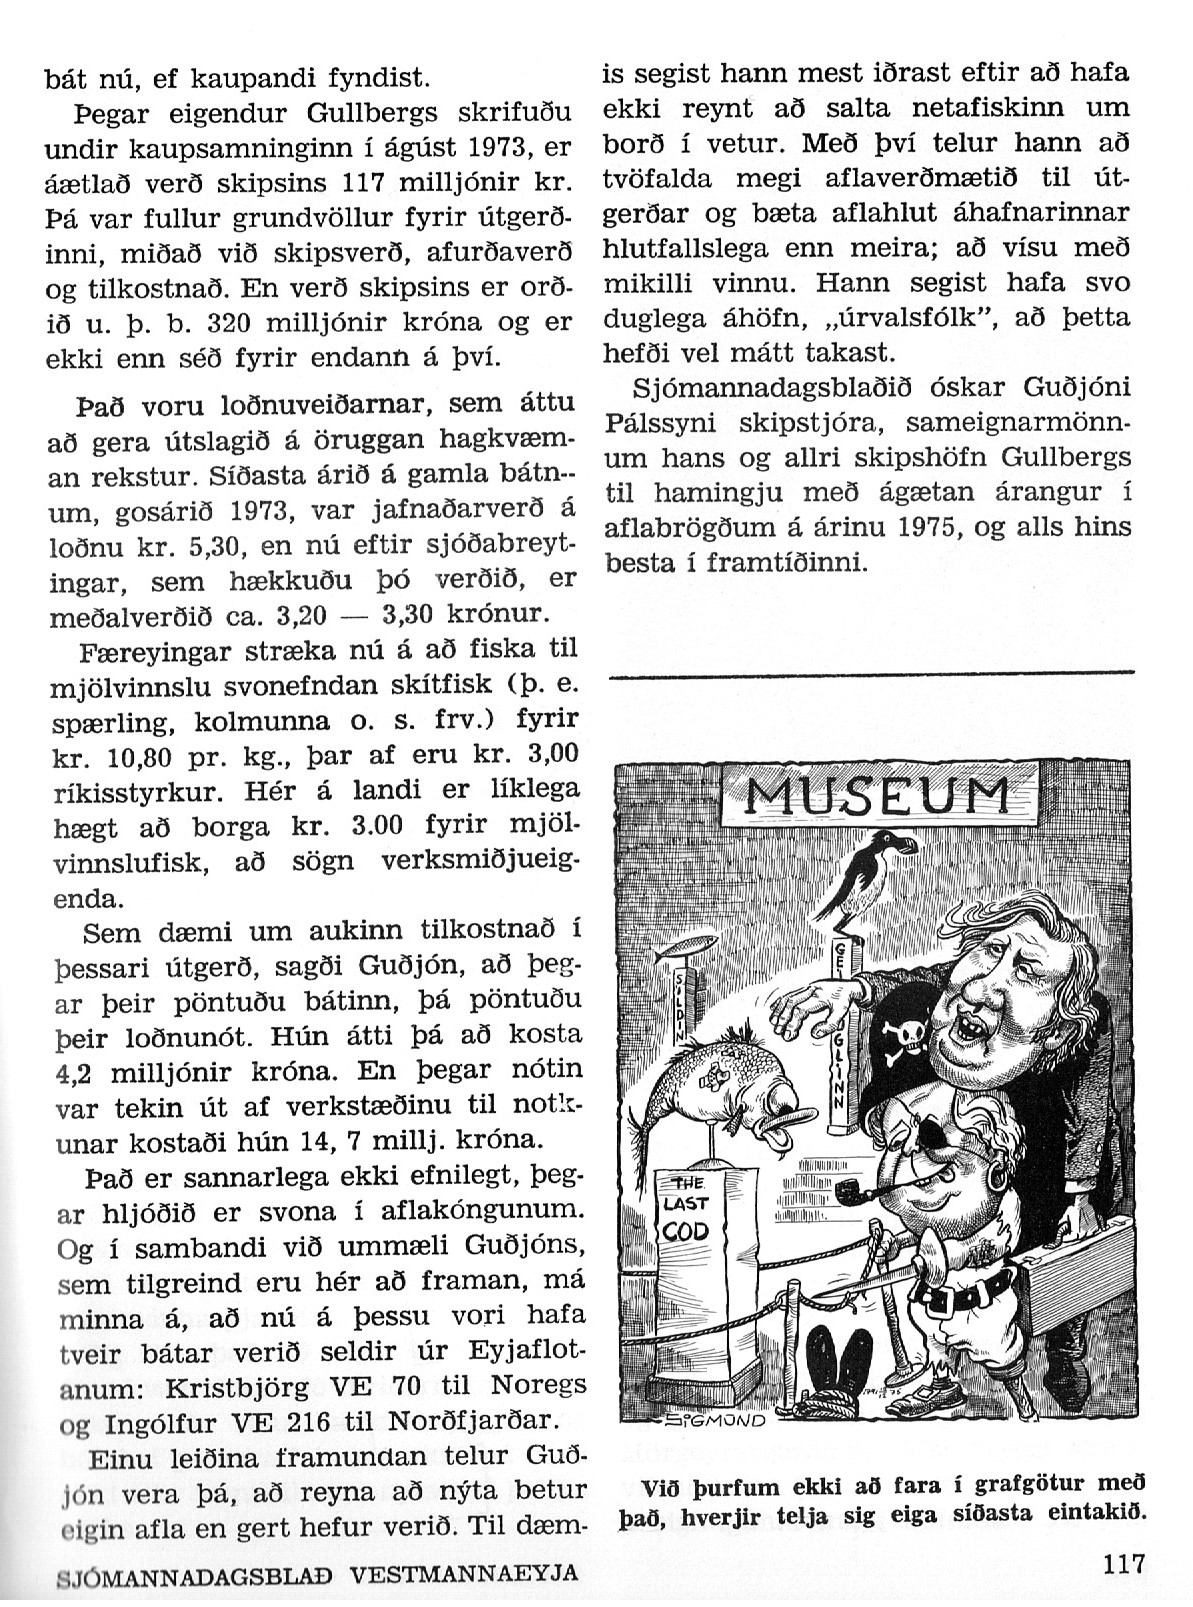 bát nú, ef kaupandi fyndist.
Þegar eigendur Gullbergs skrifuðu
undir kaupsamninginn í ágúst 1973, er
áætlað verð skipsins 117 milljónir kr.
Þá var fullur grundvöllur fyrir útgerð-
inni, miðað við skipsverð, afurðaverð
og tilkostnað. En verð skipsins er orð-
ið u. þ. b. 320 milljónir króna og er
ekki enn séð fyrir endann á því.
Það voru loðnuveiðarnar, sem áttu
að gera útslagið á öruggan hagkvæm-
an rekstur. Síðasta árið á gamla bátn--
um, gosárið 1973, var jafnaðarverð á
loðnu kr. 5,30, en nú eftir sjóðabreyt-
ingar, sem hækkuðu þó verðið, er
meðalverðið ca. 3,20 — 3,30 krónur.
Færeyingar stræka nú á að fiska til
mjölvinnslu svonefndan skítfisk (þ. e.
spærling, kolmunna o. s. frv.) fyrir
kr. 10,80 pr. kg., þar af eru kr. 3,00
ríkisstyrkur. Hér á landi er líklega
hægt að borga kr. 3.00 fyrir mjöl-
vinnslufisk, að sögn verksmiðjueig-
enda.
Sem dæmi um aukinn tilkostnað í
þessari útgerð, sagði Guðjón, að þeg-
ar þeir pöntuðu bátinn, þá pöntuðu
þeir loðnunót. Hún átti þá að kosta
4,2 milljónir króna. En þegar nótin
var tekin út af verkstæðinu til notk-
unar kostaði hún 14, 7 millj. króna.
Það er sannarlega ekki efnilegt, þeg-
ar hljóðið er svona í aflakóngunum.
Og í sambandi við ummæli Guðjóns,
sem tilgreind eru hér að framan, má
minna á, að nú á þessu vori hafa
tveir bátar verið seldir úr Eyjaflot-
anum: Kristbjörg VE 70 til Noregs
og Ingólfur VE 216 til Norðfjarðar.
Einu leiðina framundan telur Guð-
jón vera þá, að reyna að nýta betur
eigin afla en gert hefur verið. Til dæm-
is segist hann mest iðrast eftir að hafa
ekki reynt að salta netafiskinn um
borð í vetur. Með því telur hann að
tvöfalda megi aflaverðmætið til út-
gerðar og bæta aflahlut áhafnarinnar
hlutfallslega enn meira; að vísu með
mikilli vinnu. Hann segist hafa svo
duglega áhöfn, „úrvalsfólk”, að þetta
hefði vel mátt takast.
Sjómannadagsblaðið óskar Guðjóni
Pálssyni skipstjóra, sameignarmönn-
um hans og allri skipshöfn Gullbergs
til hamingju með ágætan árangur í
aflabrögðum á árinu 1975, og alls hins
besta í framtíðinni.
MUSEUM
SÍLDIN
THE
LAST
COD
SIGMUND
Við þurfum ekki að fara í grafgötur með
það, hverjir telja sig eiga síðasta eintakið.
SJÓMANNADAGSBLAÐ VESTMANNAEYJA
117